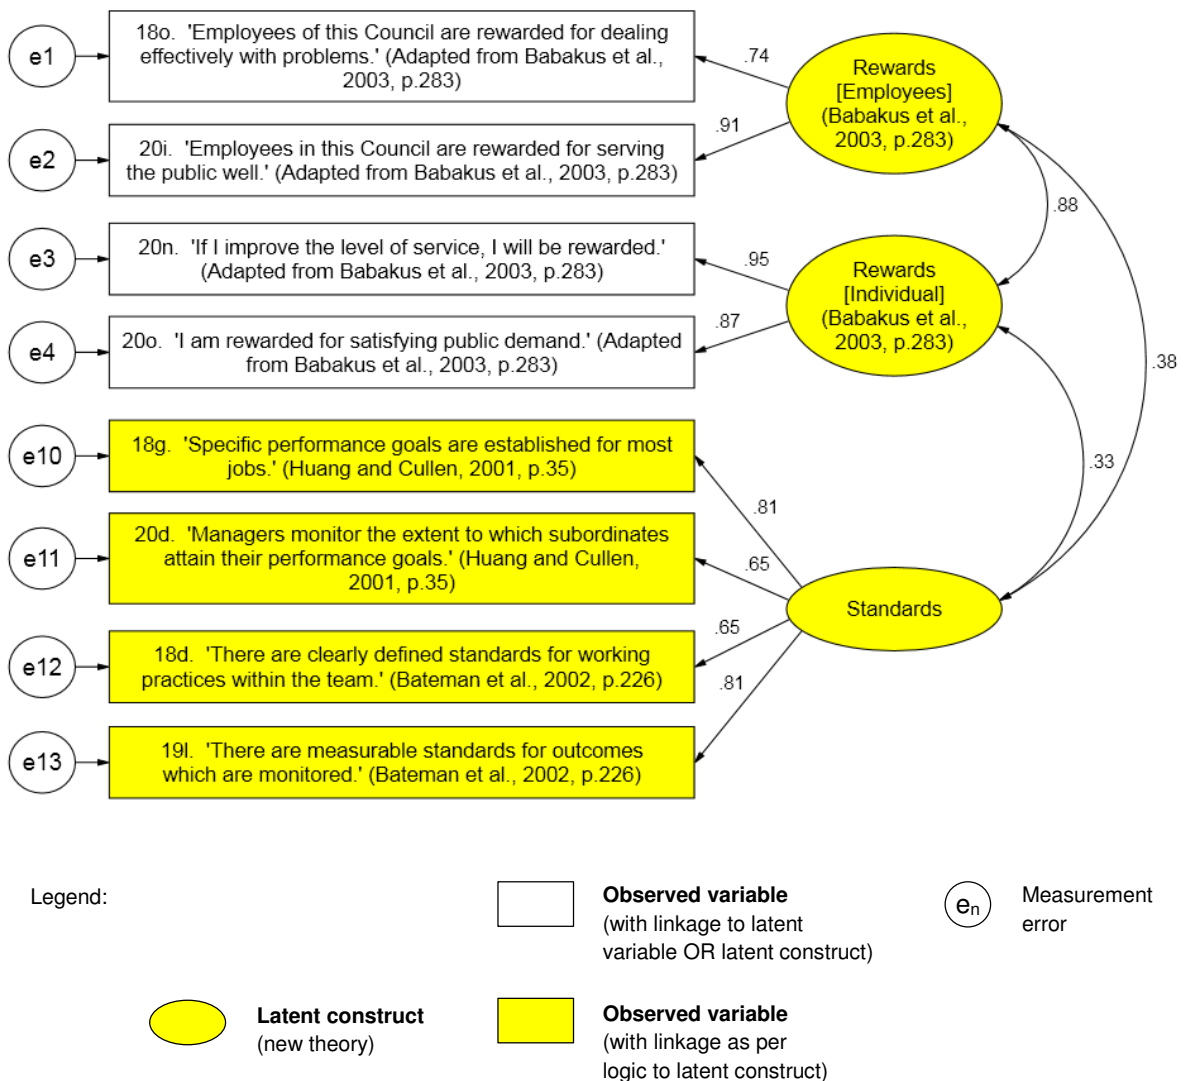 e1
18o. 'Employees of this Council are rewarded for dealing
effectively with problems.' (Adapted from Babakus et al.,
2003, p.283)
.74
Rewards
[Employees]
(Babakus et al.,
2003, p.283)
e2
20i. 'Employees in this Council are rewarded for serving
the public well.' (Adapted from Babakus et al., 2003, p.283)
.91
.88
e3
20n. 'If I improve the level of service, I will be rewarded.'
(Adapted from Babakus et al., 2003, p.283)
.95
Rewards
[Individual]
(Babakus et al.,
2003, p.283)
e4
20o. 'I am rewarded for satisfying public demand.' (Adapted
from Babakus et al., 2003, p.283)
.87
.38
e10
18g. 'Specific performance goals are established for most
jobs.' (Huang and Cullen, 2001, p.35)
.81
.33
e11
20d. 'Managers monitor the extent to which subordinates
attain their performance goals.' (Huang and Cullen,
2001, p.35)
.65
Standards
e12
18d. 'There are clearly defined standards for working
practices within the team.' (Bateman et al., 2002, p.226)
.65
.81
e13
19l. 'There are measurable standards for outcomes
which are monitored.' (Bateman et al., 2002, p.226)
Legend:
Observed variable
(with linkage to latent
variable OR latent construct)
en
Measurement
error
Latent construct
(new theory)
Observed variable
(with linkage as per
logic to latent construct)